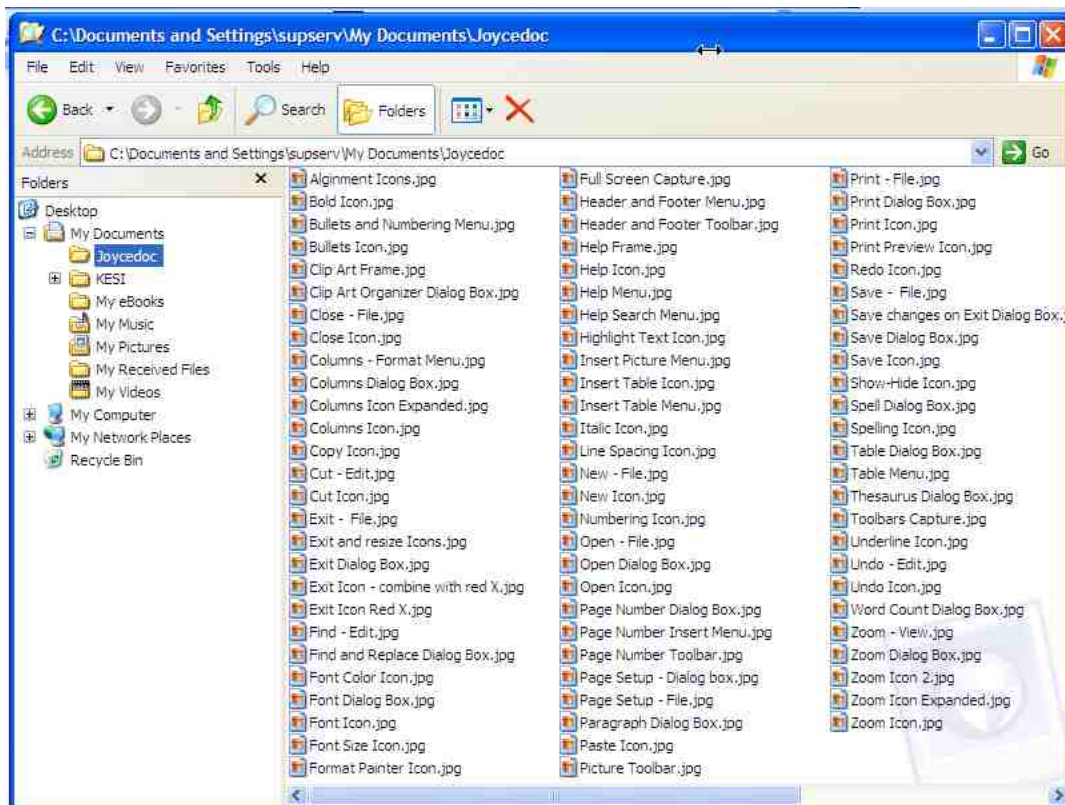 C:\Documents and Settings\supserv\My Documents\Joycedoc
File Edit View Favorites Tools Help
Back Search Folders
Address C:\Documents and Settings\supserv\My Documents\Joycedoc Go
Folders
Desktop
My Documents
Joycedoc
KESI
My eBooks
My Music
My Pictures
My Received Files
My Videos
My Computer
My Network Places
Recycle Bin
Alginment Icons.jpg
Bold Icon.jpg
Bullets and Numbering Menu.jpg
Bullets Icon.jpg
Clip Art Frame.jpg
Clip Art Organizer Dialog Box.jpg
Close - File.jpg
Close Icon.jpg
Columns - Format Menu.jpg
Columns Dialog Box.jpg
Columns Icon Expanded.jpg
Columns Icon.jpg
Copy Icon.jpg
Cut - Edit.jpg
Cut Icon.jpg
Exit - File.jpg
Exit and resize Icons.jpg
Exit Dialog Box.jpg
Exit Icon - combine with red X.jpg
Exit Icon Red X.jpg
Find - Edit.jpg
Find and Replace Dialog Box.jpg
Font Color Icon.jpg
Font Dialog Box.jpg
Font Icon.jpg
Font Size Icon.jpg
Format Painter Icon.jpg
Full Screen Capture.jpg
Header and Footer Menu.jpg
Header and Footer Toolbar.jpg
Help Frame.jpg
Help Icon.jpg
Help Menu.jpg
Help Search Menu.jpg
Highlight Text Icon.jpg
Insert Picture Menu.jpg
Insert Table Icon.jpg
Insert Table Menu.jpg
Italic Icon.jpg
Line Spacing Icon.jpg
New - File.jpg
New Icon.jpg
Numbering Icon.jpg
Open - File.jpg
Open Dialog Box.jpg
Open Icon.jpg
Page Number Dialog Box.jpg
Page Number Insert Menu.jpg
Page Number Toolbar.jpg
Page Setup - Dialog box.jpg
Page Setup - File.jpg
Paragraph Dialog Box.jpg
Paste Icon.jpg
Picture Toolbar.jpg
Print - File.jpg
Print Dialog Box.jpg
Print Icon.jpg
Print Preview Icon.jpg
Redo Icon.jpg
Save - File.jpg
Save changes on Exit Dialog Box.j
Save Dialog Box.jpg
Save Icon.jpg
Show-Hide Icon.jpg
Spell Dialog Box.jpg
Spelling Icon.jpg
Table Dialog Box.jpg
Table Menu.jpg
Thesaurus Dialog Box.jpg
Toolbars Capture.jpg
Underline Icon.jpg
Undo - Edit.jpg
Undo Icon.jpg
Word Count Dialog Box.jpg
Zoom - View.jpg
Zoom Dialog Box.jpg
Zoom Icon 2.jpg
Zoom Icon Expanded.jpg
Zoom Icon.jpg